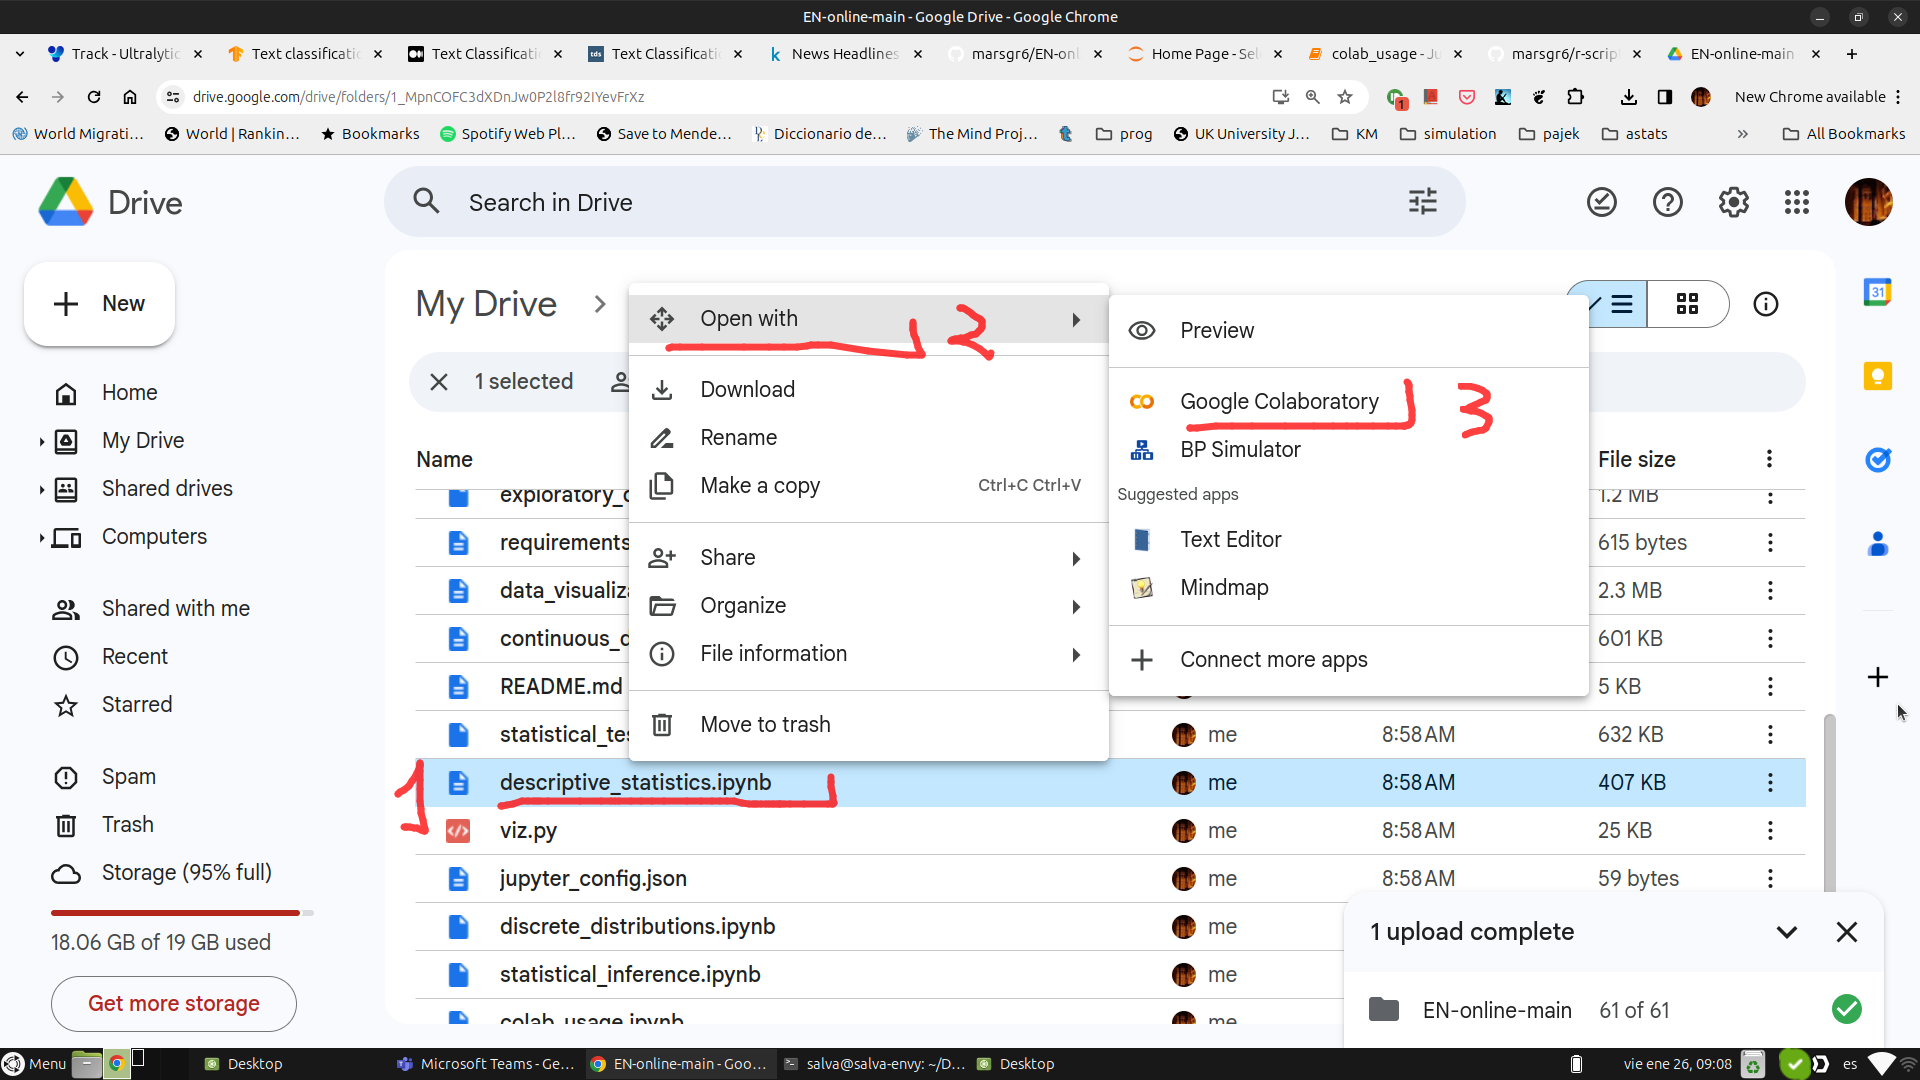 EN-online-main - Google Drive - Google Chrome
Track - Ultralytic
Text classificatio
Text Classificatio
Text Classificatio
News Headlines
marsgr6/EN-onl
Home Page - Sel
colab_usage - Ju
marsgr6/r-scrip
EN-online-main
drive.google.com/drive/folders/1_MpnCOFC3dXDnJw0P2l8fr92IYevFrXz
1
New Chrome available
World Migrati...
World | Rankin...
Bookmarks
Spotify Web Pl...
Save to Mende...
Diccionario de...
The Mind Proj...
prog
UK University J...
KM
simulation
pajek
astats
»
All Bookmarks
Drive
Search in Drive
New
My Drive
Open with
2
Preview
31
1 selected
Download
Google Colaboratory
3
Home
Rename
BP Simulator
My Drive
Make a copy
Ctrl+C Ctrl+V
Suggested apps
Name
File size
Shared drives
exploratory_d
1.2 MB
Computers
requirements
Share
Text Editor
615 bytes
data_visualiza
Organize
Mindmap
2.3 MB
Shared with me
continuous_d
File information
Connect more apps
601 KB
Recent
README.md
5 KB
Starred
statistical_tes
Move to trash
me
8:58 AM
632 KB
Spam
1
descriptive_statistics.ipynb
me
8:58 AM
407 KB
Trash
viz.py
me
8:58 AM
25 KB
Storage (95% full)
jupyter_config.json
me
8:58 AM
59 bytes
18.06 GB of 19 GB used
discrete_distributions.ipynb
me
1 upload complete
Get more storage
statistical_inference.ipynb
me
EN-online-main
61 of 61
colab_usage.ipynb
me
Menu
Desktop
Microsoft Teams - Ge...
EN-online-main - Goo...
salva@salva-envy: ~/D...
Desktop
vie ene 26, 09:08
es